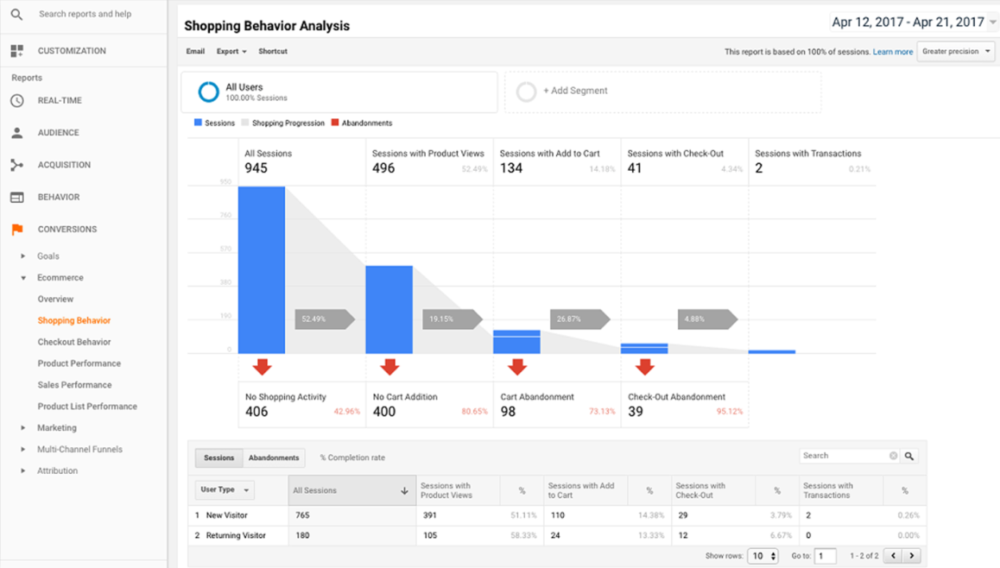 Search reports and help
CUSTOMIZATION
Reports
REAL-TIME
AUDIENCE
ACQUISITION
BEHAVIOR
CONVERSIONS
Goals
Ecommerce
Overview
Shopping Behavior
Checkout Behavior
Product Performance
Sales Performance
Product List Performance
Marketing
Multi-Channel Funnels
Attribution
Shopping Behavior Analysis
Apr 12, 2017 - Apr 21, 2017
Email Export Shortcut
This report is based on 100% of sessions. Learn more Greater precision
All Users
100.00% Sessions
+ Add Segment
Sessions Shopping Progression Abandonments
All Sessions Sessions with Product Views Sessions with Add to Cart Sessions with Check-Out Sessions with Transactions
945 496 52.49% 134 14.18% 41 4.34% 2 0.21%
950
760
570
380
190
0
52.49% 19.15% 26.87% 4.88%
No Shopping Activity No Cart Addition Cart Abandonment Check-Out Abandonment
406 42.96% 400 80.65% 98 73.13% 39 95.12%
Sessions Abandonments % Completion rate
Search
User Type All Sessions Sessions with Product Views % Sessions with Add to Cart % Sessions with Check-Out % Sessions with Transactions %
1 New Visitor 765 391 51.11% 110 14.38% 29 3.79% 2 0.26%
2 Returning Visitor 180 105 58.33% 24 13.33% 12 6.67% 0 0.00%
Show rows: 10 Go to: 1 1 - 2 of 2